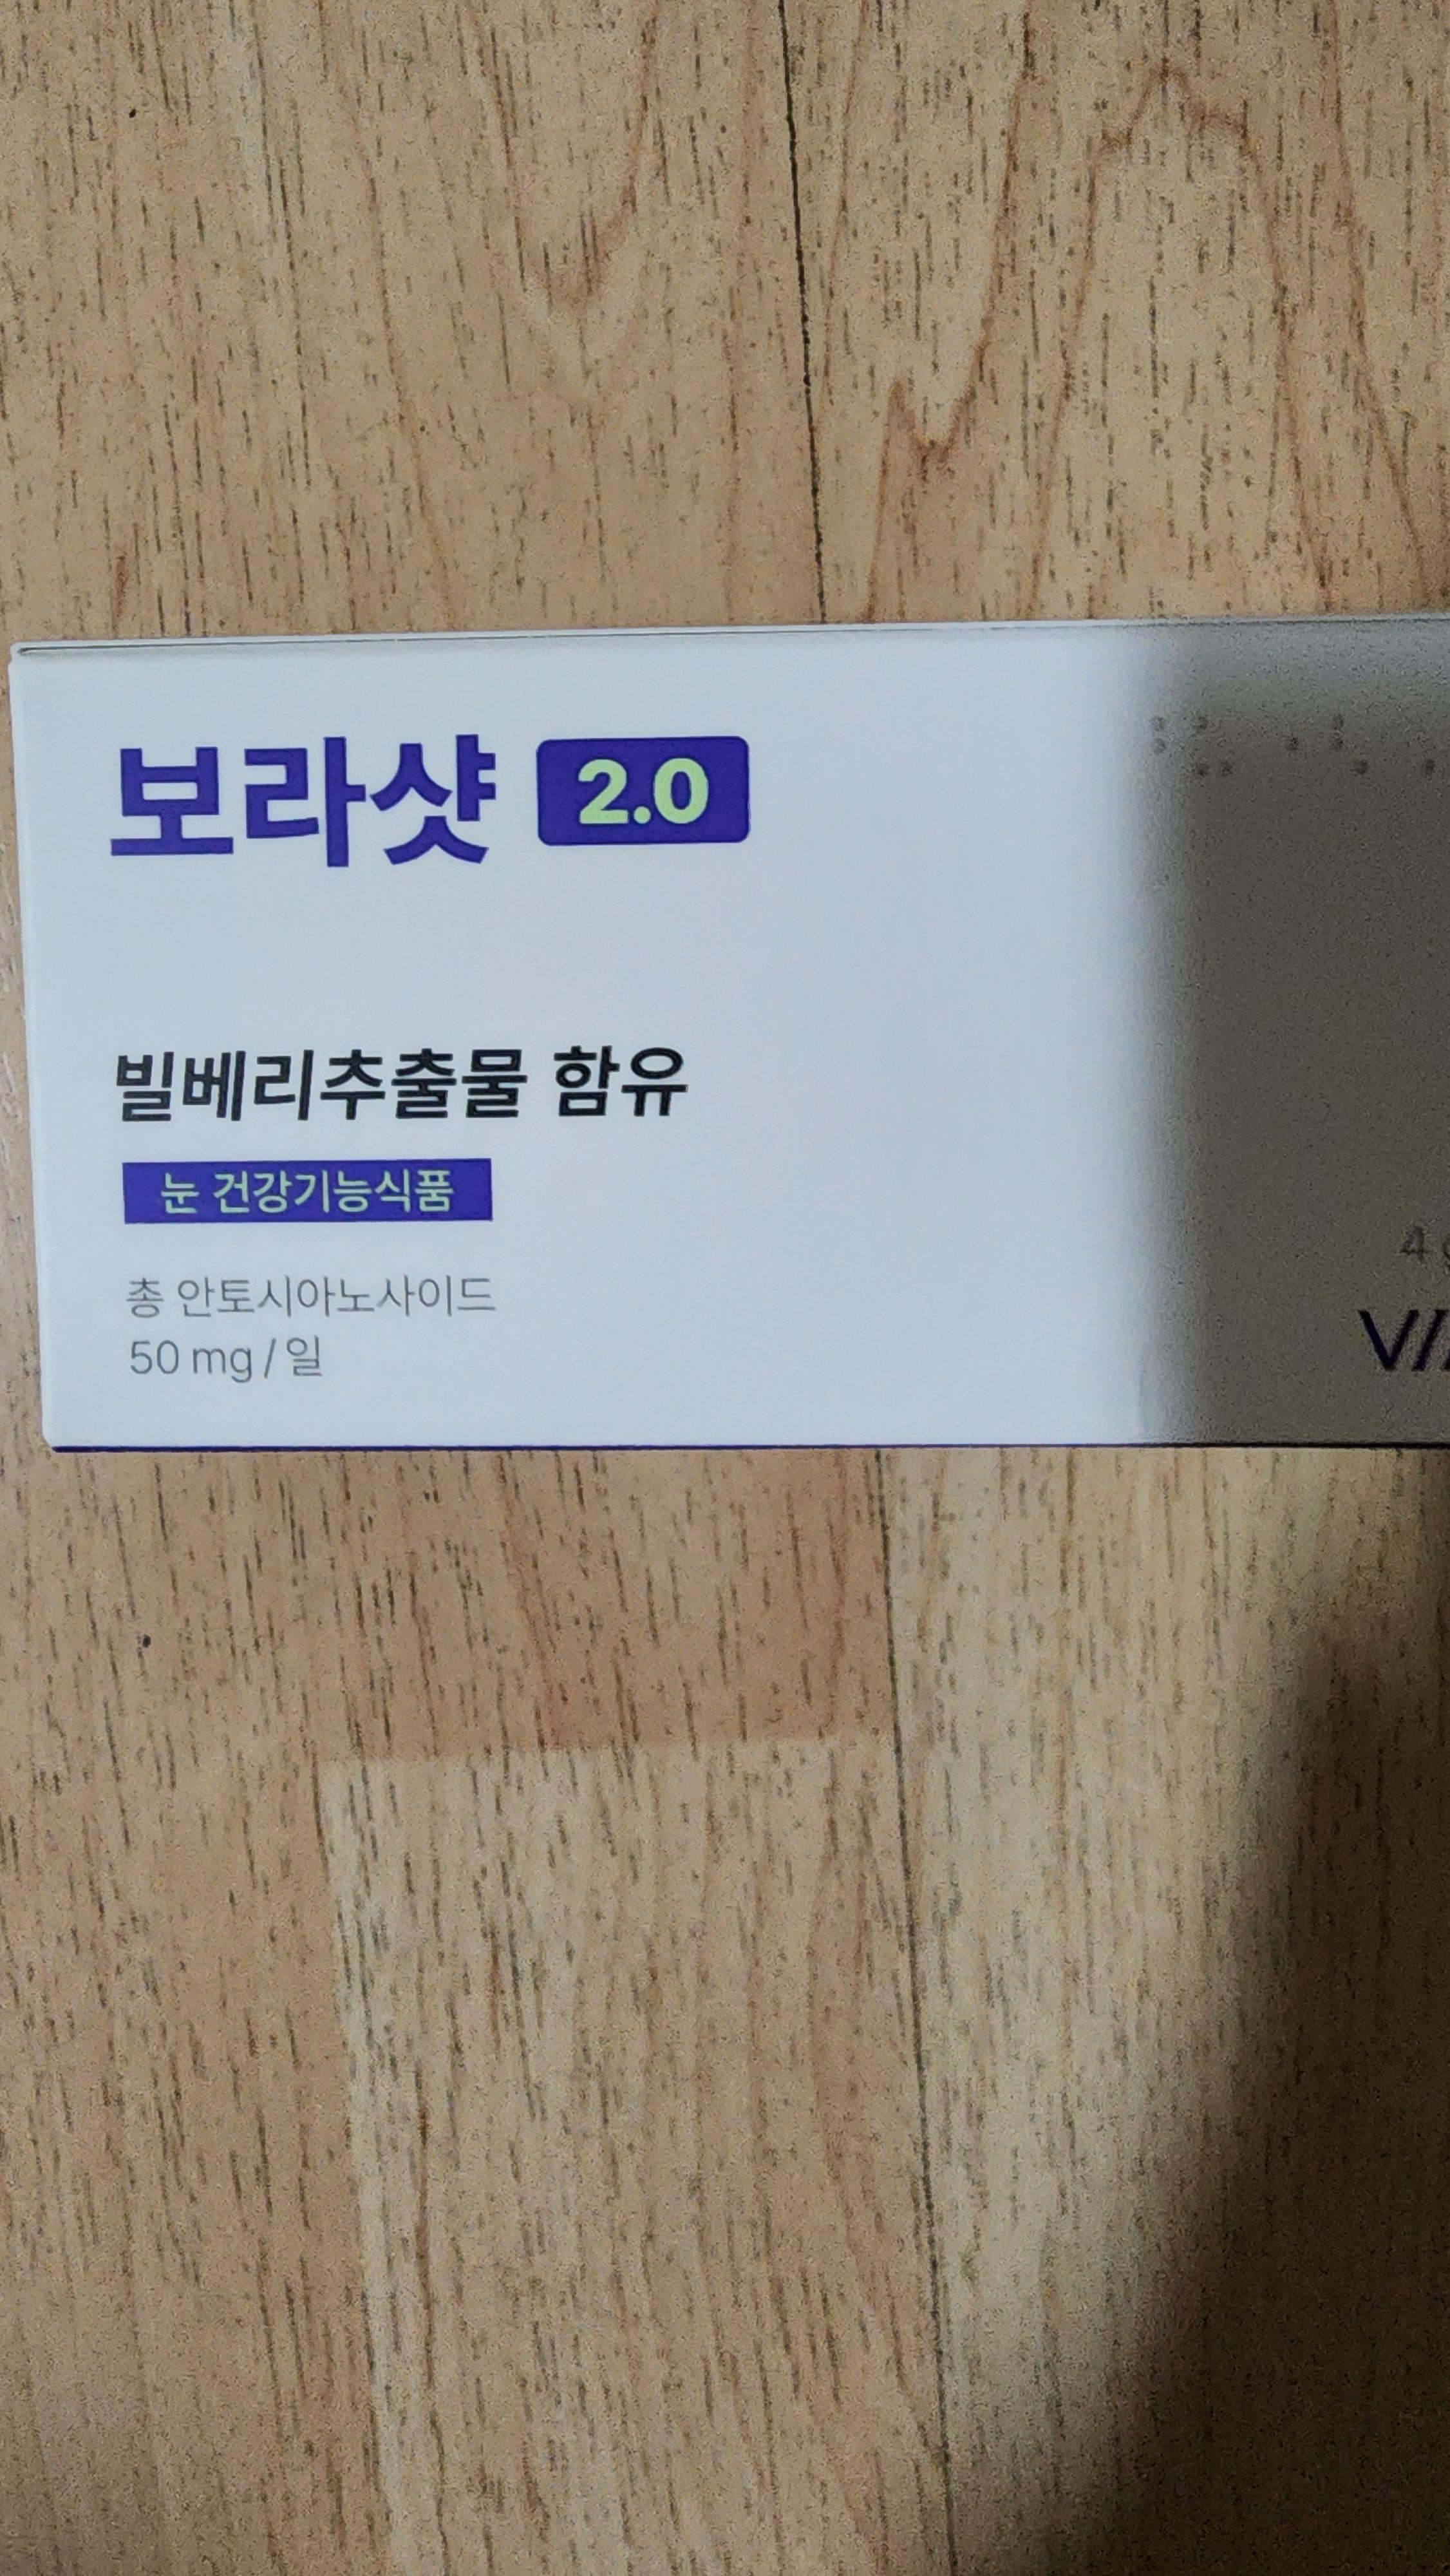 보라샷 2.0
빌베리추출물 함유
눈 건강기능식품
총 안토시아노사이드
50 mg / 일